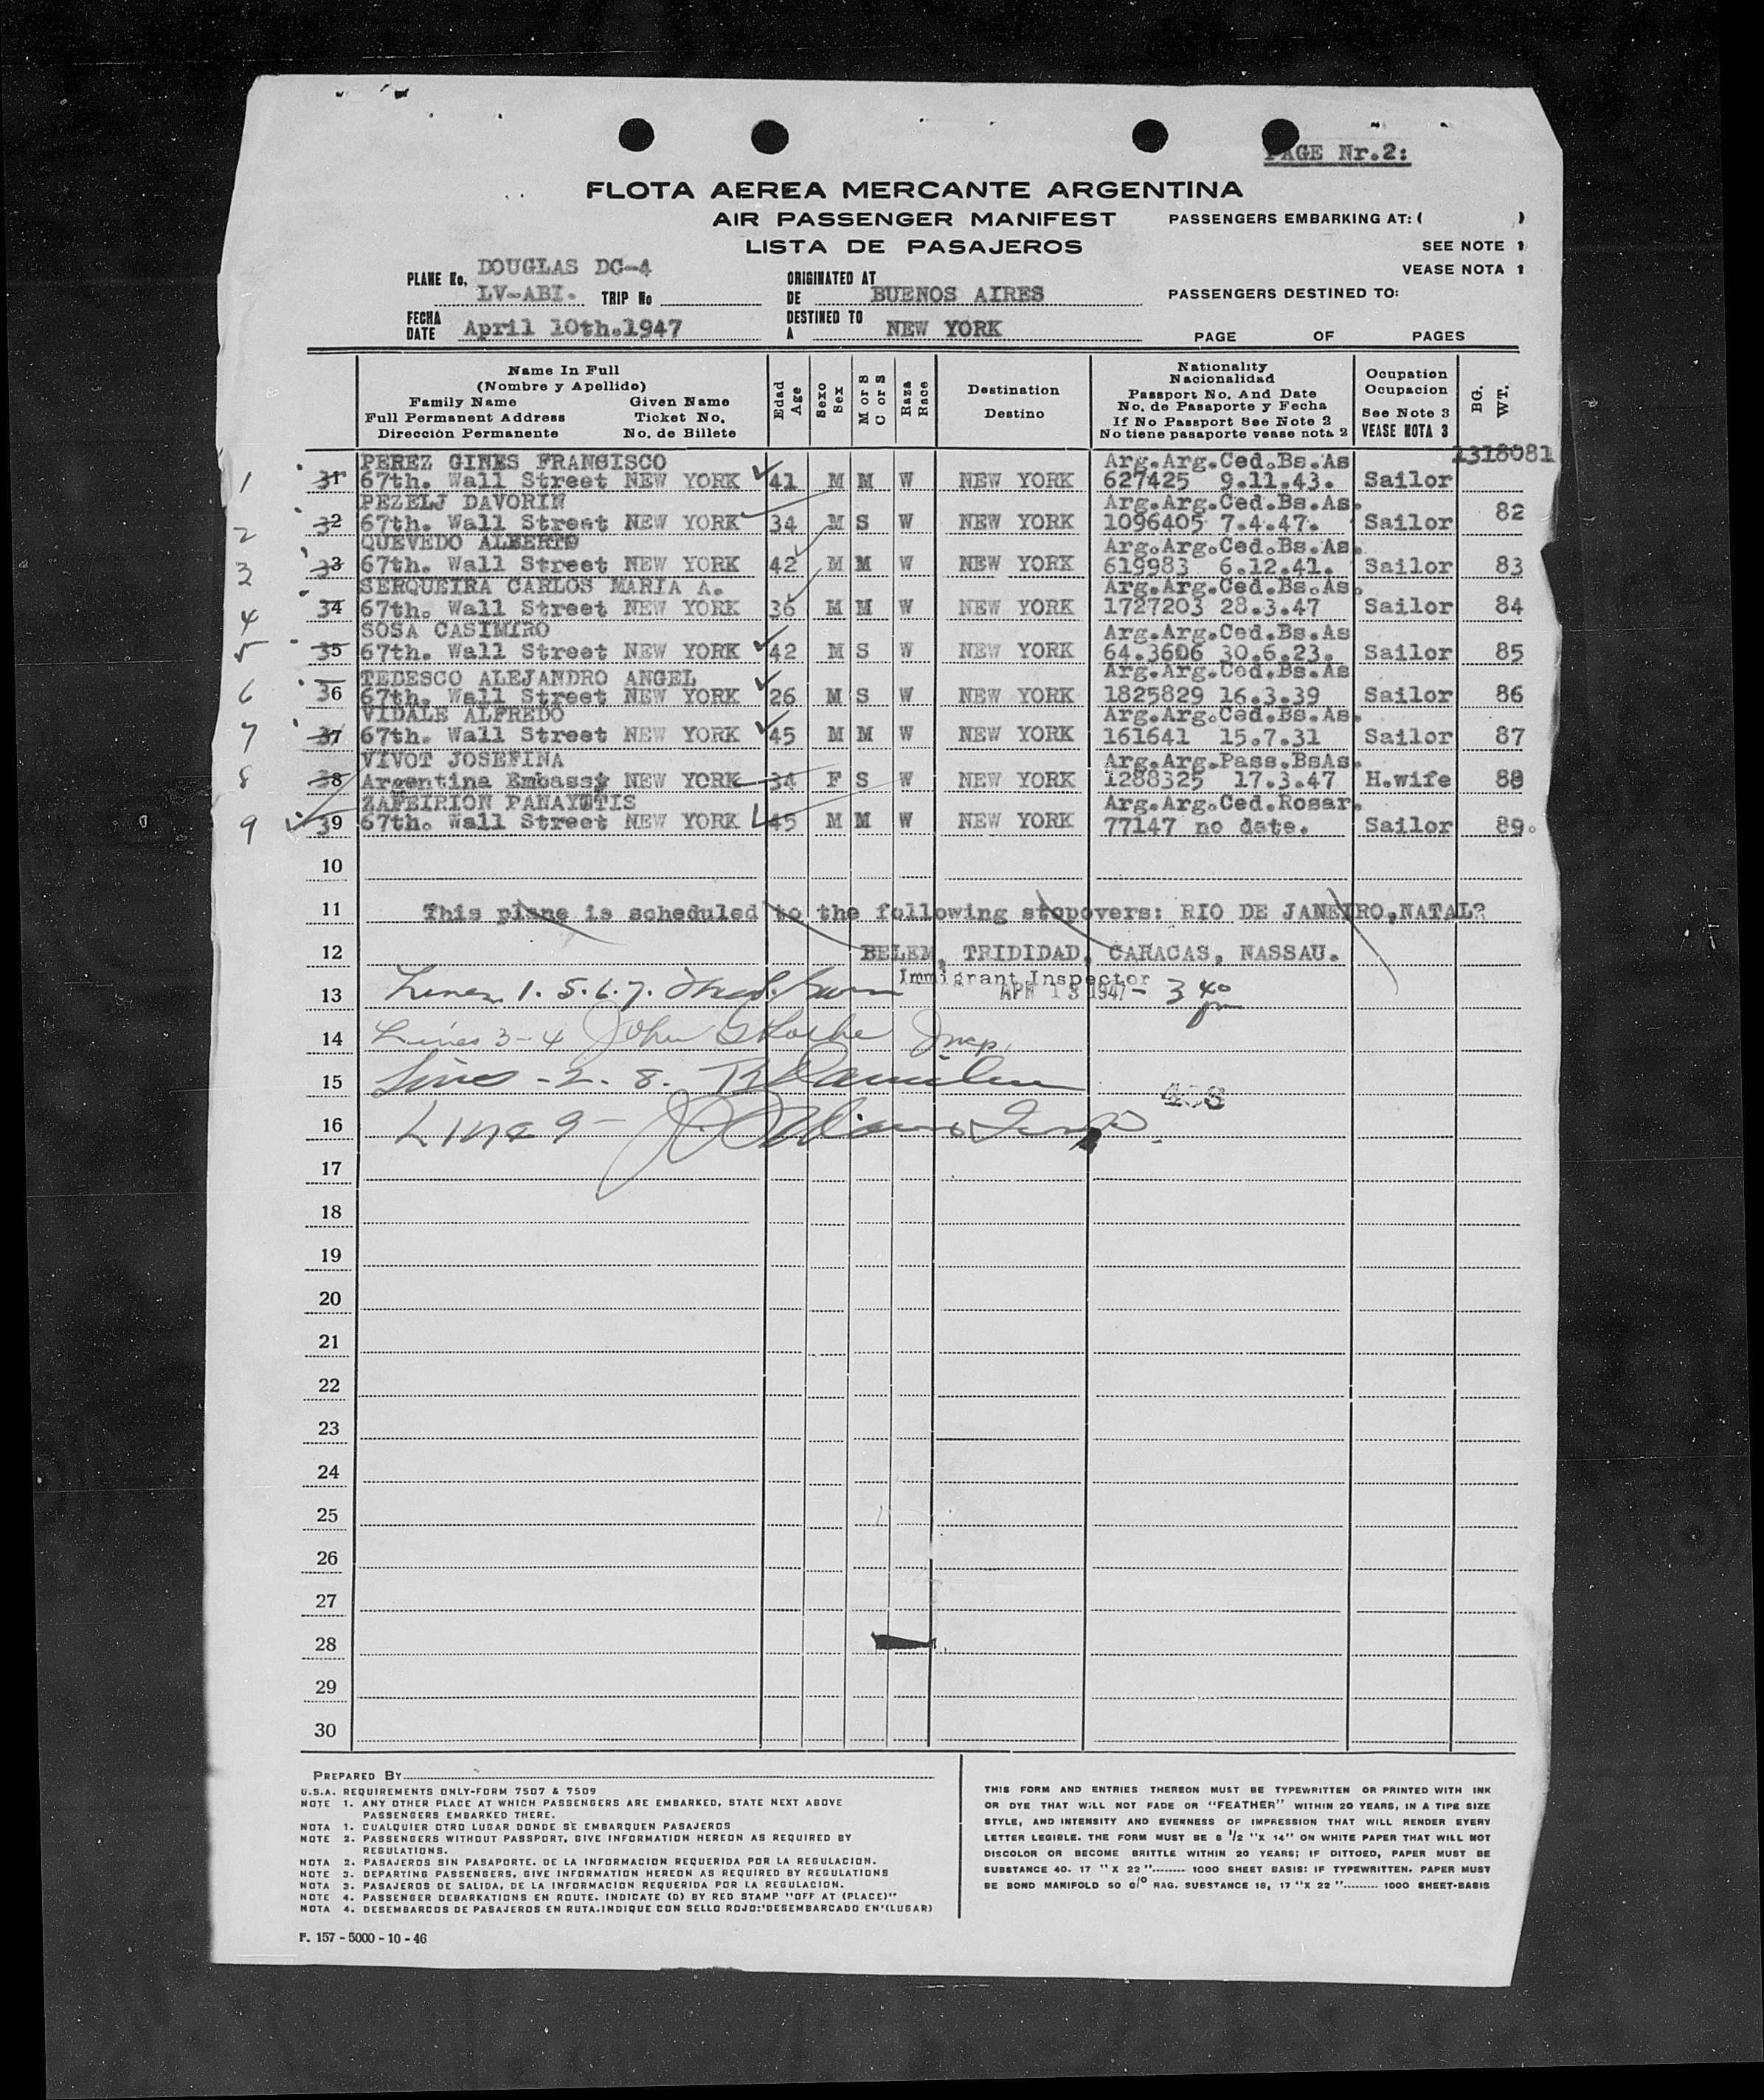 PAGE Nr.2:
FLOTA AEREA MERCANTE ARGENTINA
AIR PASSENGER MANIFEST
LISTA DE PASAJEROS
PASSENGERS EMBARKING AT: ( )
SEE NOTE 1
VEASE NOTA 1
PLANE No. DOUGLAS DC-4
LV-ABI. TRIP No
ORIGINATED AT
DE BUENOS AIRES
PASSENGERS DESTINED TO:
FECHA
DATE April 10th.1947
DESTINED TO
A NEW YORK
PAGE OF PAGES
Name In Full
(Nombre y Apellido)
Family Name Given Name
Full Permanent Address Ticket No.
Dirección Permanente No. de Billete
Edad
Age
Sexo
Sex
M or S
C or S
Raza
Race
Destination
Destino
Nationality
Nacionalidad
Passport No. And Date
No. de Pasaporte y Fecha
If No Passport See Note 2
No tiene pasaporte vease nota 2
Ocupation
Ocupacion
See Note 3
VEASE NOTA 3
BG.
WT.
PEREZ GINES FRANCISCO Arg.Arg.Ced.Bs.As 1318081
1 31 67th. Wall Street NEW YORK 41 M M W NEW YORK 627425 9.11.43. Sailor
PEZELJ DAVORIN Arg.Arg.Ced.Bs.As.
2 32 67th. Wall Street NEW YORK 34 M S W NEW YORK 1096405 7.4.47. Sailor 82
QUEVEDO ALBERTO Arg.Arg.Ced.Bs.As.
3 33 67th. Wall Street NEW YORK 42 M M W NEW YORK 619983 6.12.41. Sailor 83
SERQUEIRA CARLOS MARIA A. Arg.Arg.Ced.Bs.As.
4 34 67th. Wall Street NEW YORK 36 M M W NEW YORK 1727203 28.3.47 Sailor 84
SOSA CASIMIRO Arg.Arg.Ced.Bs.As
5 35 67th. Wall Street NEW YORK 42 M S W NEW YORK 64.3606 30.6.23. Sailor 85
TEDESCO ALEJANDRO ANGEL Arg.Arg.Ced.Bs.As
6 36 67th. Wall Street NEW YORK 26 M S W NEW YORK 1825829 16.3.39 Sailor 86
VIDALE ALFREDO Arg.Arg.Ced.Bs.As.
7 37 67th. Wall Street NEW YORK 45 M M W NEW YORK 161641 15.7.31 Sailor 87
VIVOT JOSEFINA Arg.Arg.Pass.BsAs.
8 38 Argentina Embassy NEW YORK 34 F S W NEW YORK 1288325 17.3.47 H.wife 88
ZAFEIRION PANAYOTIS Arg.Arg.Ced.Rosar.
9 39 67th. Wall Street NEW YORK 45 M M W NEW YORK 77147 no date. Sailor 89.
10
11 This plane is scheduled to the following stopovers: RIO DE JANEIRO,NATAL?
12 BELEM, TRIDIDAD, CARACAS, NASSAU.
Immigrant Inspector
13 Lines 1. 5. 6. 7. APR 13 1947 - 3 40 pm
14 Lines 3-4 John Insp.
15 Lines - 2. 8.
16 Line 9 -
17
18
19
20
21
22
23
24
25
26
27
28
29
30
PREPARED BY
U.S.A. REQUIREMENTS ONLY-FORM 7507 & 7509
NOTE 1. ANY OTHER PLACE AT WHICH PASSENGERS ARE EMBARKED, STATE NEXT ABOVE
PASSENGERS EMBARKED THERE.
NOTA 1. CUALQUIER OTRO LUGAR DONDE SE EMBARQUEN PASAJEROS
NOTE 2. PASSENGERS WITHOUT PASSPORT, GIVE INFORMATION HEREON AS REQUIRED BY
REGULATIONS.
NOTA 2. PASAJEROS SIN PASAPORTE. DE LA INFORMACION REQUERIDA POR LA REGULACION.
NOTE 3. DEPARTING PASSENGERS, GIVE INFORMATION HEREON AS REQUIRED BY REGULATIONS
NOTA 3. PASAJEROS DE SALIDA, DE LA INFORMACION REQUERIDA POR LA REGULACION.
NOTE 4. PASSENGER DEBARKATIONS EN ROUTE. INDICATE (D) BY RED STAMP "OFF AT (PLACE)"
NOTA 4. DESEMBARCOS DE PASAJEROS EN RUTA.INDIQUE CON SELLO ROJO:'DESEMBARCADO EN'(LUGAR)
THIS FORM AND ENTRIES THEREON MUST BE TYPEWRITTEN OR PRINTED WITH INK
OR DYE THAT WILL NOT FADE OR "FEATHER" WITHIN 20 YEARS, IN A TIPE SIZE
STYLE, AND INTENSITY AND EVENNESS OF IMPRESSION THAT WILL RENDER EVERY
LETTER LEGIBLE. THE FORM MUST BE 8 1/2 "X 14" ON WHITE PAPER THAT WILL NOT
DISCOLOR OR BECOME BRITTLE WITHIN 20 YEARS; IF DITTOED, PAPER MUST BE
SUBSTANCE 40. 17 "X 22"........ 1000 SHEET BASIS: IF TYPEWRITTEN. PAPER MUST
BE BOND MANIFOLD 50 0/0 RAG. SUBSTANCE 18, 17 "X 22"......... 1000 SHEET-BASIS
F. 157 - 5000 - 10 - 46